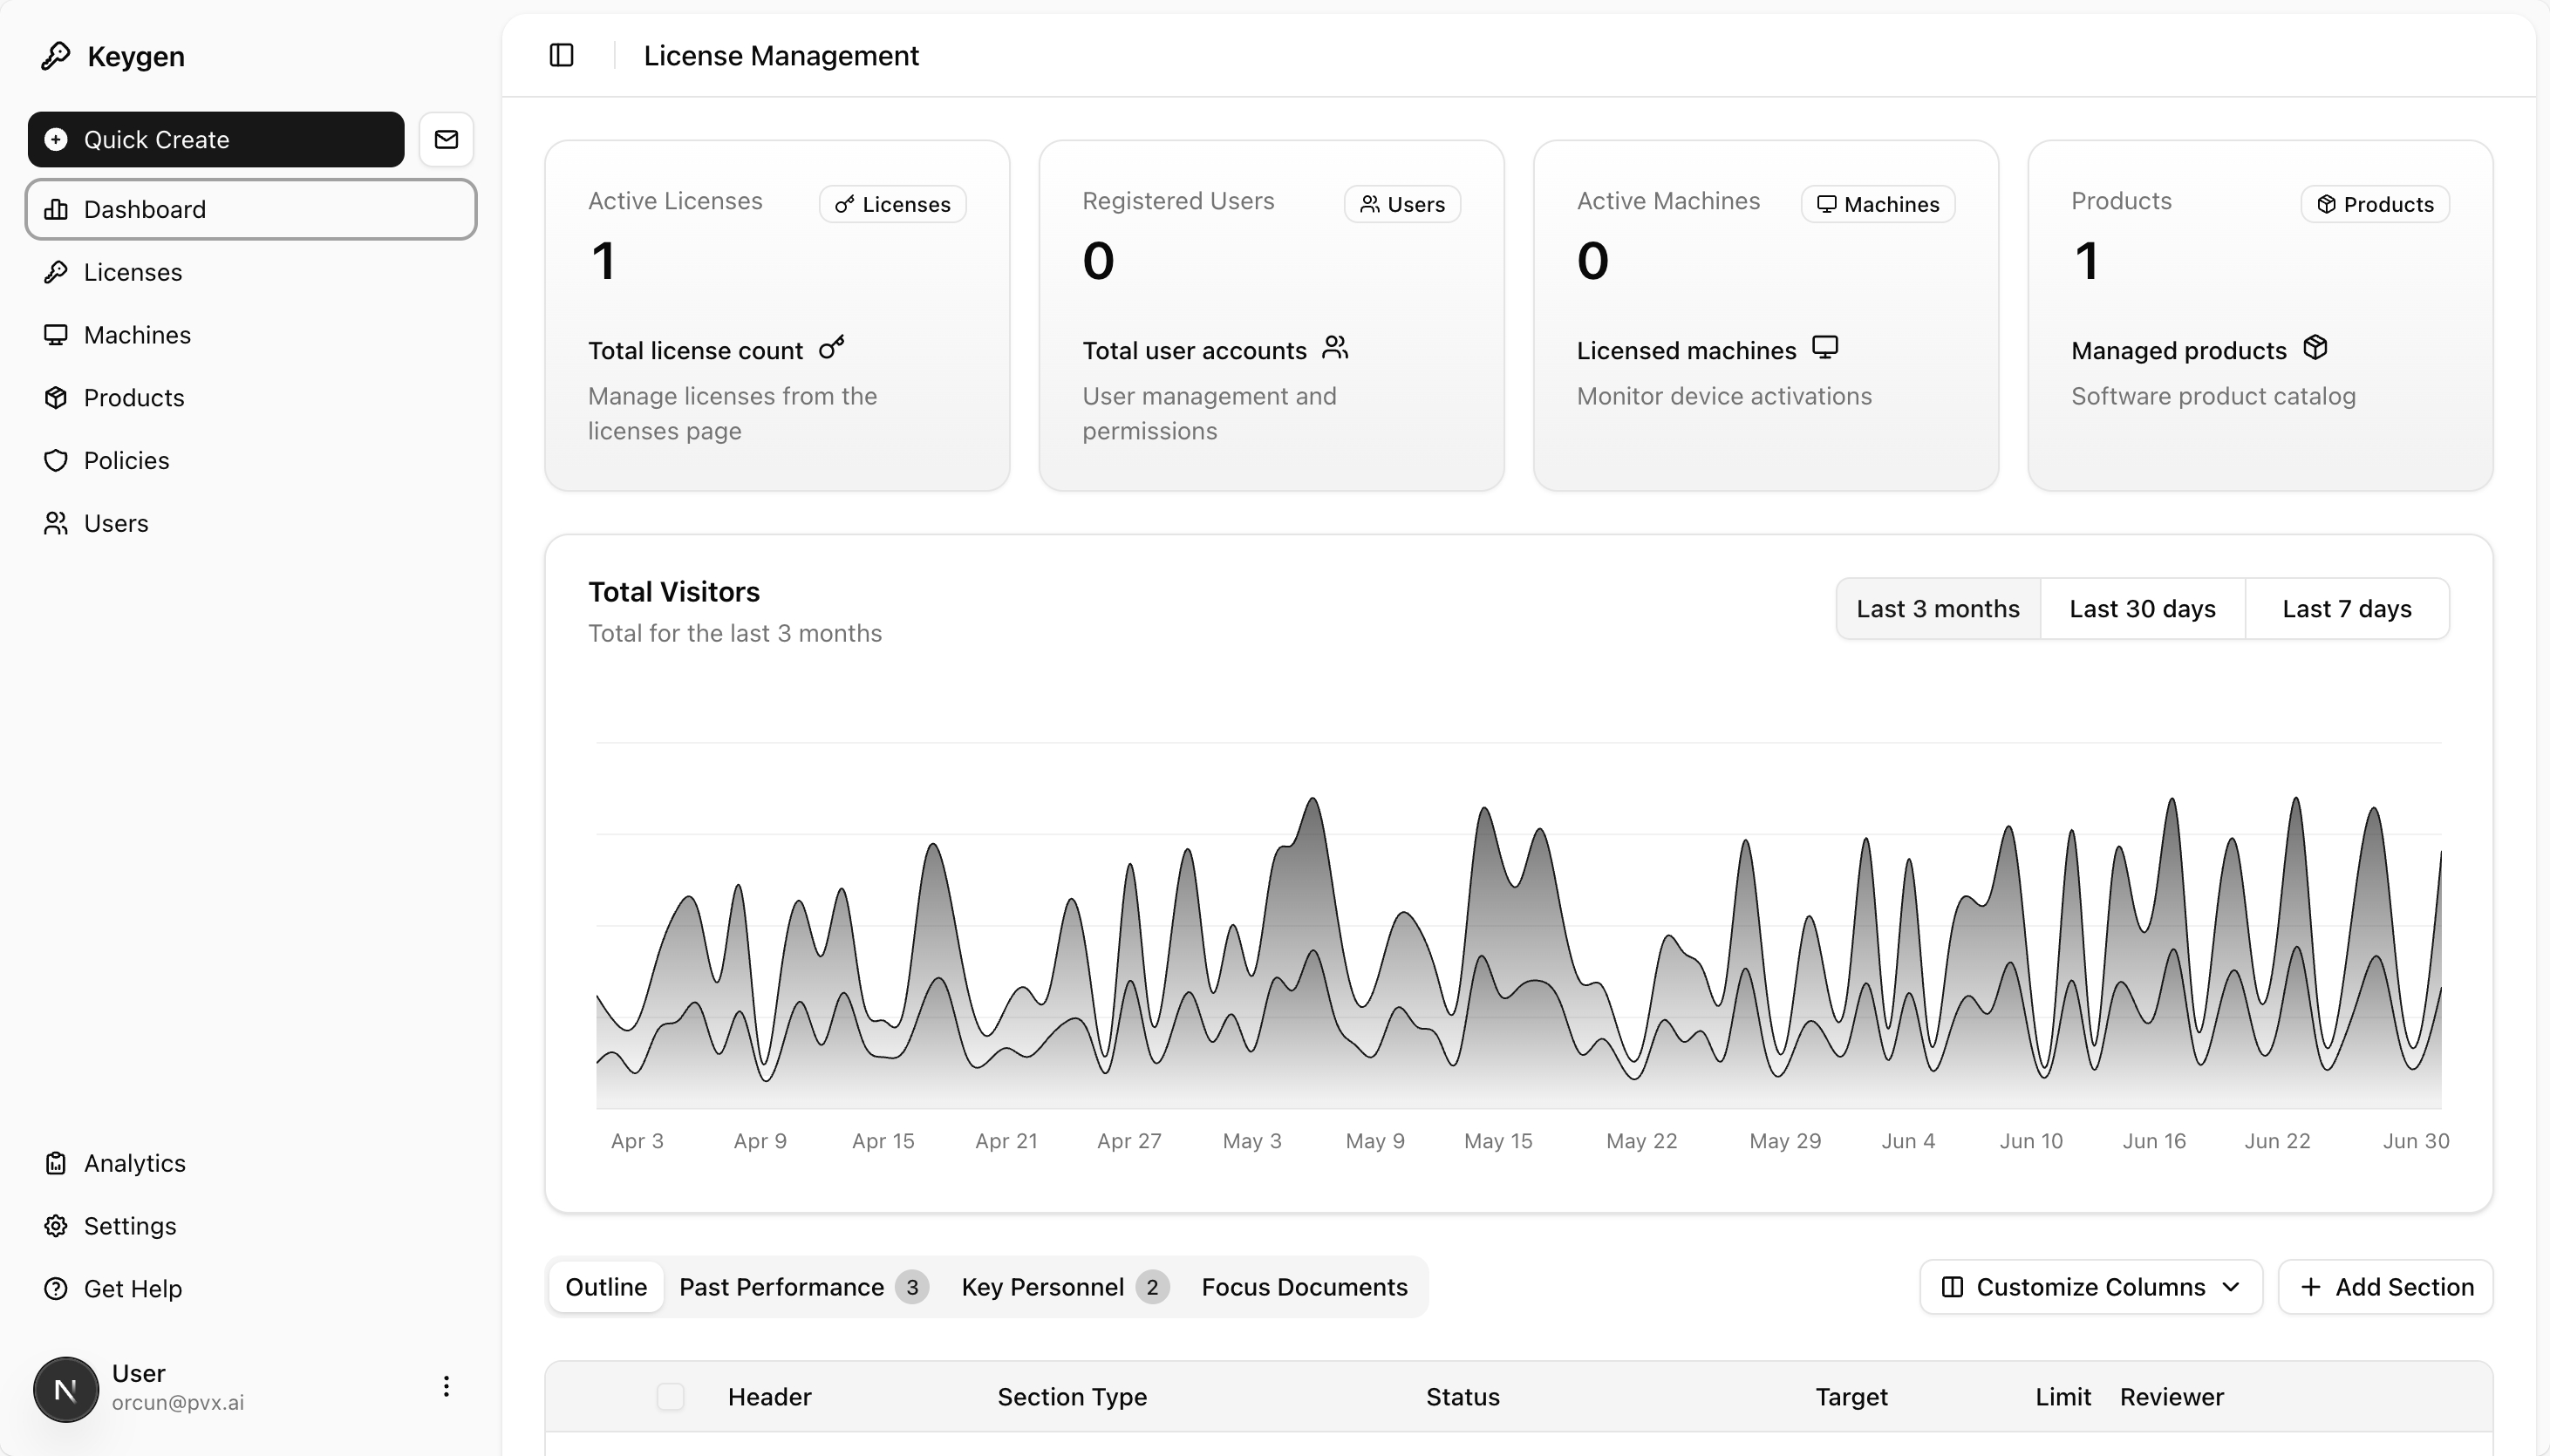 Keygen
Quick Create
Dashboard
Licenses
Machines
Products
Policies
Users
Analytics
Settings
Get Help
N
User
orcun@pvx.ai
License Management
Active Licenses
Licenses
1
Total license count
Manage licenses from the
licenses page
Registered Users
Users
0
Total user accounts
User management and
permissions
Active Machines
Machines
0
Licensed machines
Monitor device activations
Products
Products
1
Managed products
Software product catalog
Total Visitors
Total for the last 3 months
Last 3 months
Last 30 days
Last 7 days
Apr 3
Apr 9
Apr 15
Apr 21
Apr 27
May 3
May 9
May 15
May 22
May 29
Jun 4
Jun 10
Jun 16
Jun 22
Jun 30
Outline
Past Performance 3
Key Personnel 2
Focus Documents
Customize Columns
Add Section
Header
Section Type
Status
Target
Limit
Reviewer